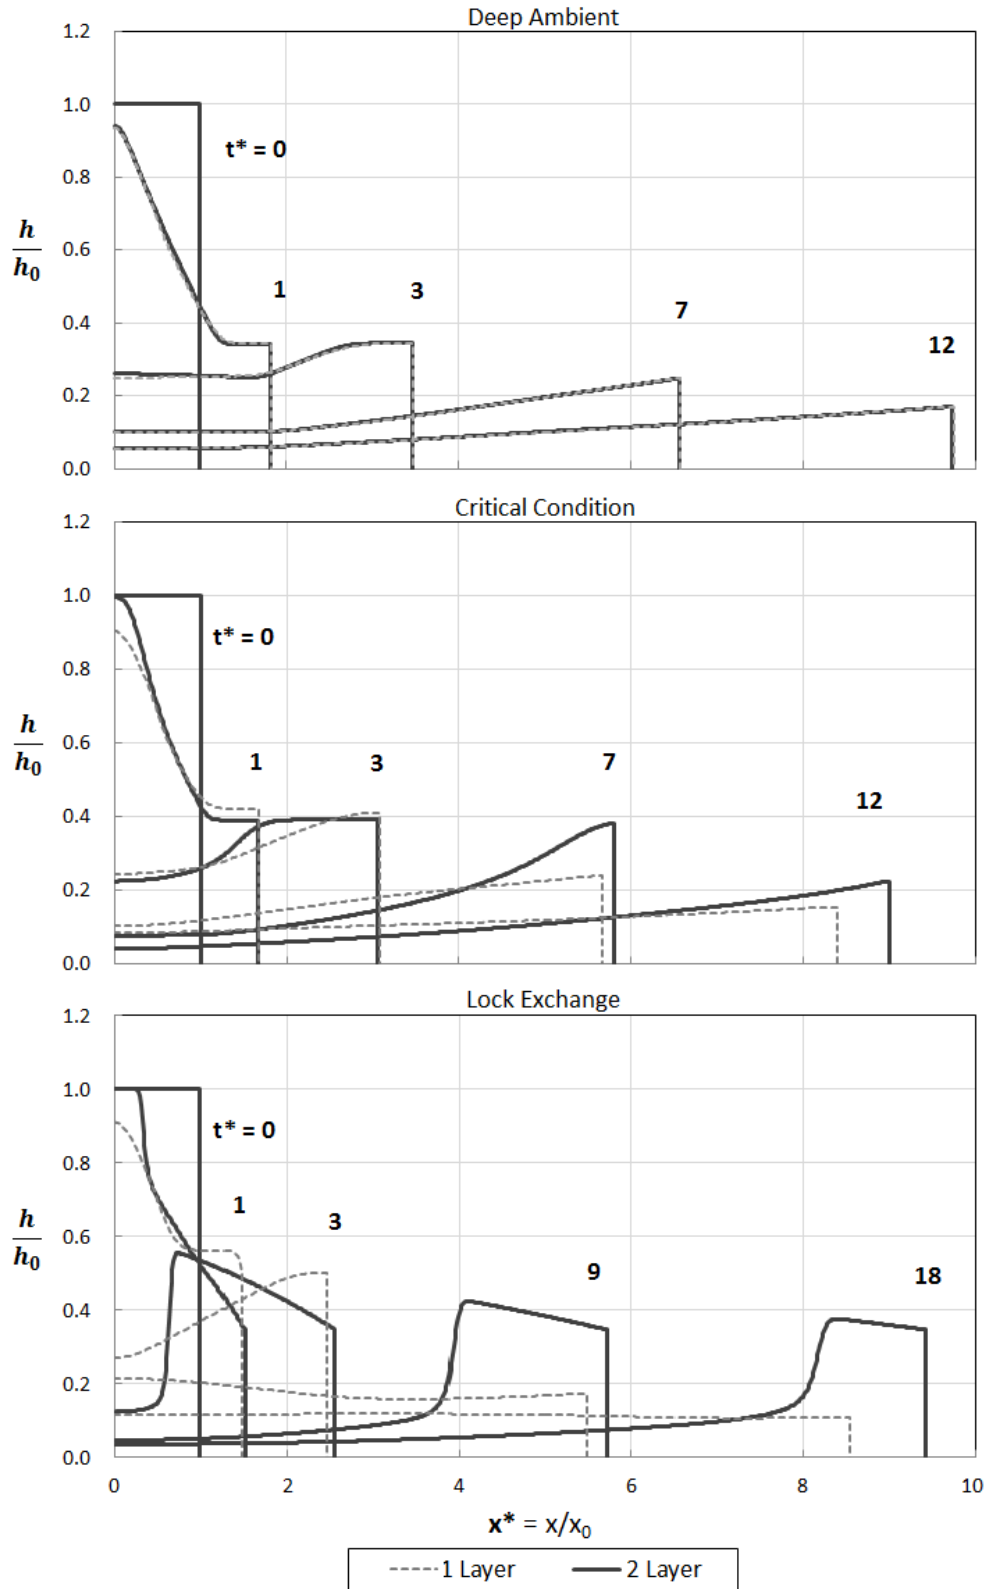 Deep Ambient
1.2
1.0
t* = 0
0.8
h
h0
0.6
1
3
7
12
0.4
0.2
0.0
Critical Condition
1.2
1.0
t* = 0
0.8
h
h0
0.6
1
3
7
12
0.4
0.2
0.0
Lock Exchange
1.2
1.0
t* = 0
0.8
1
3
h
h0
0.6
9
18
0.4
0.2
0.0
0 2 4 6 8 10
x* = x/x0
1 Layer 2 Layer